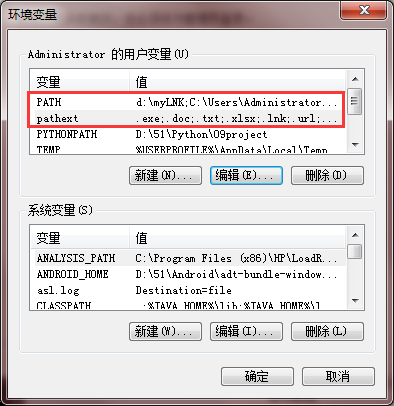 环境变量
Administrator 的用户变量(U)
变量 值
PATH d:\myLNK;C:\Users\Administrator...
pathext .exe;.doc;.txt;.xlsx;.lnk;.url;...
PYTHONPATH D:\51\Python\09project
TEMP %USERPROFILE%\AppData\Local\Temp
新建(N)... 编辑(E)... 删除(D)
系统变量(S)
变量 值
ANALYSIS_PATH C:\Program Files (x86)\HP\LoadR...
ANDROID_HOME D:\51\Android\adt-bundle-window...
asl.log Destination=file
CLASSPATH .;%JAVA_HOME%\lib;%JAVA_HOME%\l...
新建(W)... 编辑(I)... 删除(L)
确定 取消